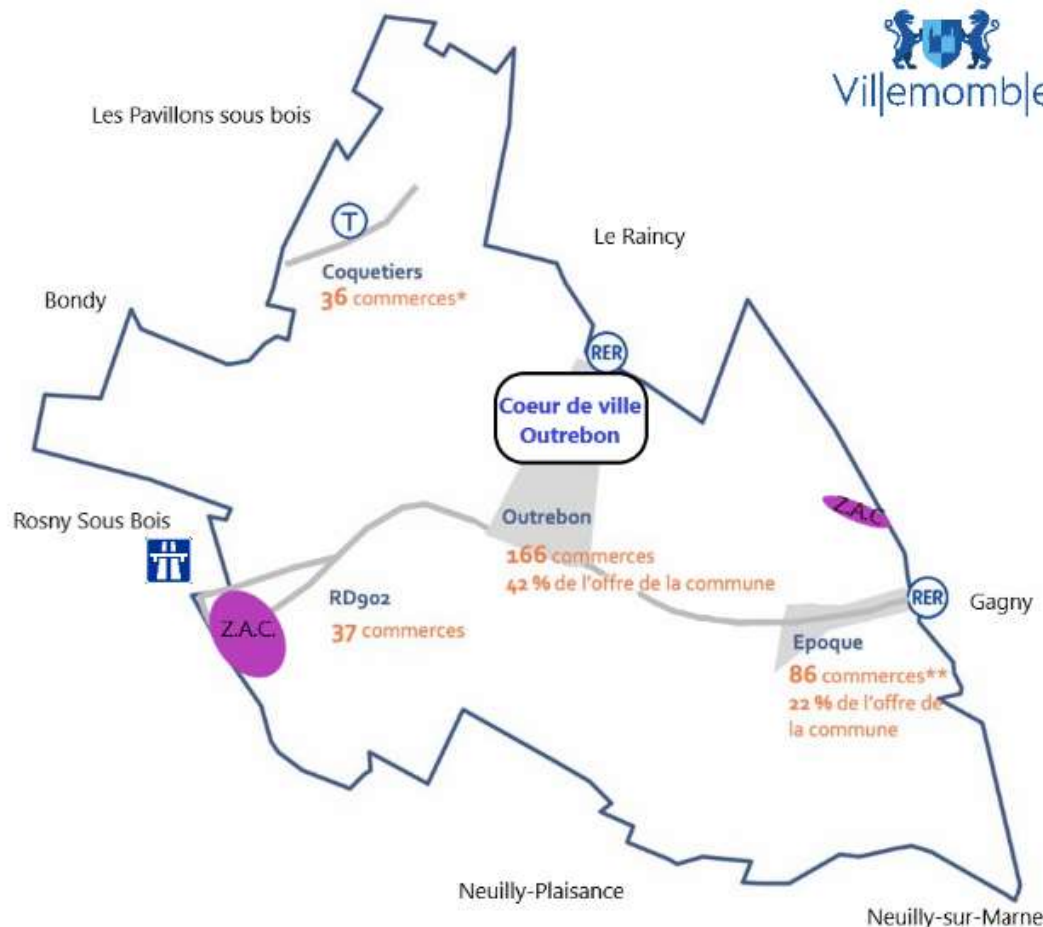 Villemomble
Les Pavillons sous bois
T
Le Raincy
Coquetiers
36 commerces*
Bondy
RER
Coeur de ville
Outrebon
Z.A.C
Rosny Sous Bois
Outrebon
166 commerces
42 % de l'offre de la commune
RD902
37 commerces
Z.A.C.
RER
Gagny
Epoque
86 commerces**
22 % de l'offre de
la commune
Neuilly-Plaisance
Neuilly-sur-Marne